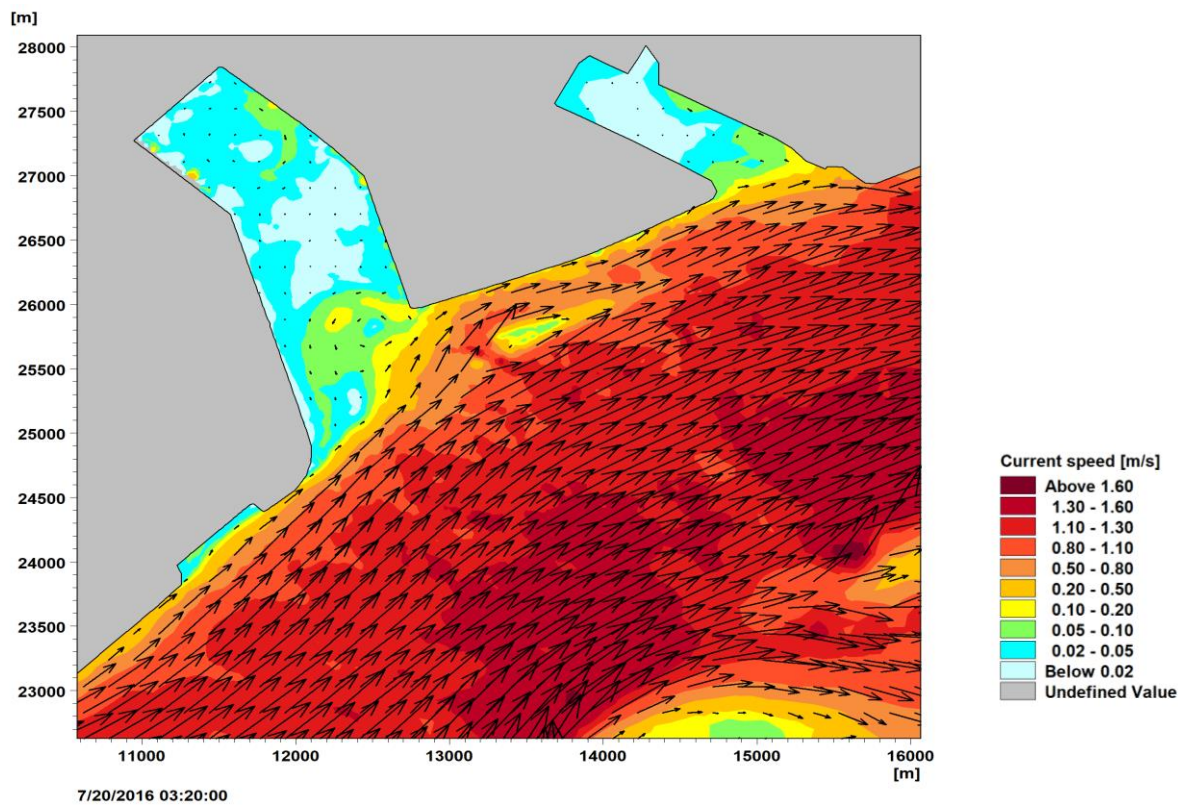 [m]
28000
27500
27000
26500
26000
25500
25000
24500
24000
23500
23000
11000 12000 13000 14000 15000 16000
[m]
7/20/2016 03:20:00
Current speed [m/s]
Above 1.60
1.30 - 1.60
1.10 - 1.30
0.80 - 1.10
0.50 - 0.80
0.20 - 0.50
0.10 - 0.20
0.05 - 0.10
0.02 - 0.05
Below 0.02
Undefined Value